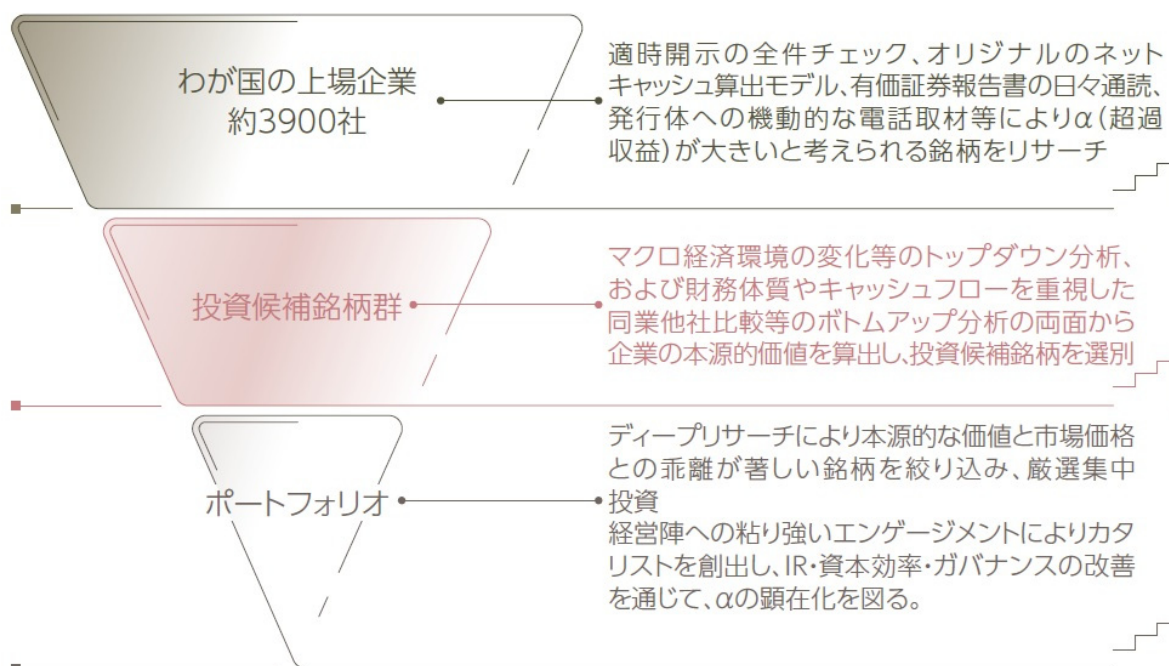 わが国の上場企業
約3900社
適時開示の全件チェック、オリジナルのネット
キャッシュ算出モデル、有価証券報告書の日々通読、
発行体への機動的な電話取材等によりα(超過
収益)が大きいと考えられる銘柄をリサーチ
投資候補銘柄群
マクロ経済環境の変化等のトップダウン分析、
および財務体質やキャッシュフローを重視した
同業他社比較等のボトムアップ分析の両面から
企業の本源的価値を算出し、投資候補銘柄を選別
ポートフォリオ
ディープリサーチにより本源的な価値と市場価格
との乖離が著しい銘柄を絞り込み、厳選集中
投資
経営陣への粘り強いエンゲージメントによりカタ
リストを創出し、IR・資本効率・ガバナンスの改善
を通じて、αの顕在化を図る。